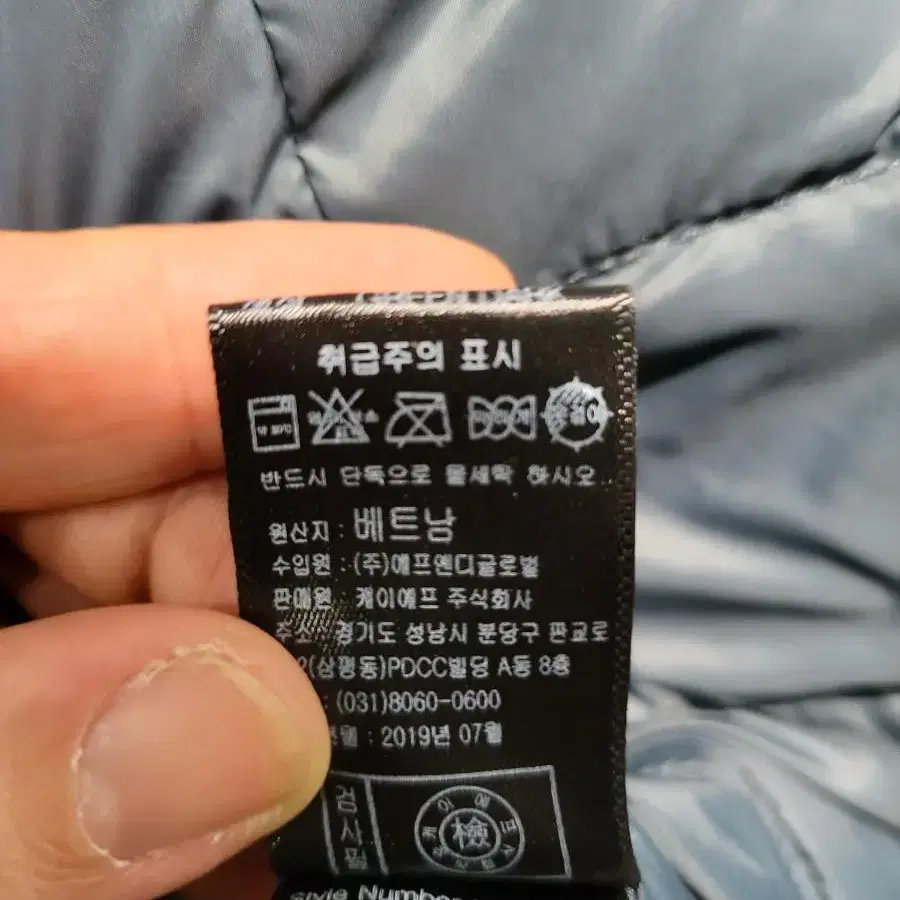 취급주의 표시
반드시 단독으로 물세탁 하시오
원산지 : 베트남
수입원 : (주)에프엔디글로벌
판매원 : 케이에프 주식회사
주소 : 경기도 성남시 분당구 판교로
(삼평동)PDCC빌딩 A동 8층
(031)8060-0600
: 2019년 07월
검사필
檢
Style Number